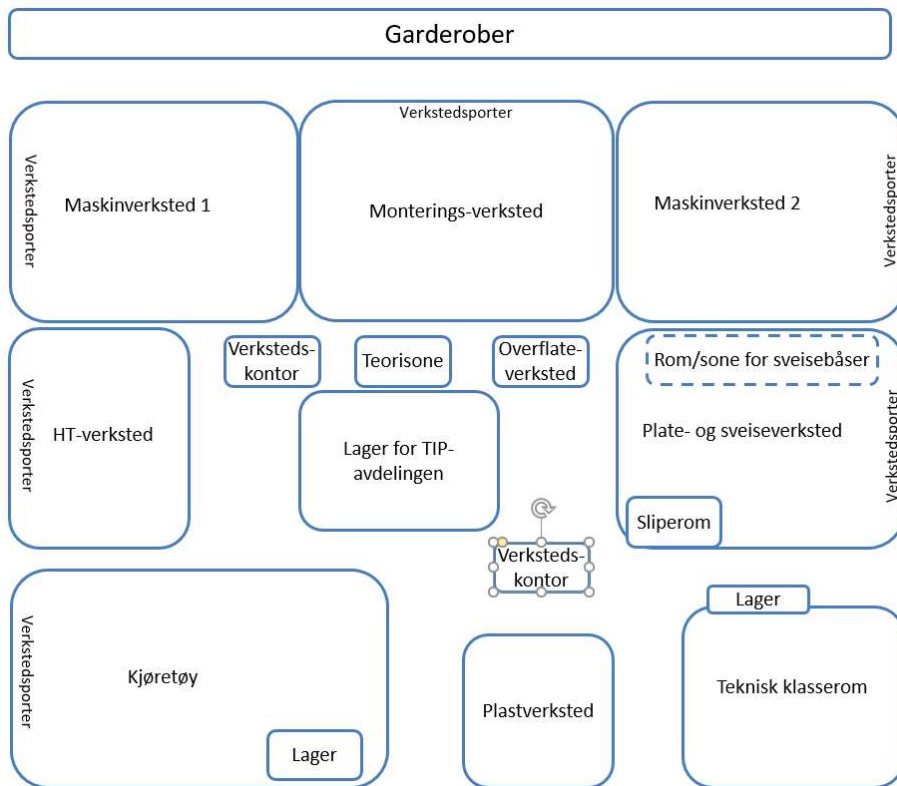 Garderober
Verkstedsporter
Verkstedsporter
Maskinverksted 1
Monterings-verksted
Maskinverksted 2
Verkstedsporter
Verksteds-
kontor
Teorisone
Overflate-
verksted
Rom/sone for sveisebåser
Verkstedsporter
HT-verksted
Lager for TIP-
avdelingen
Plate- og sveiseverksted
Verkstedsporter
Sliperom
Verksteds-
kontor
Lager
Verkstedsporter
Kjøretøy
Lager
Plastverksted
Teknisk klasserom